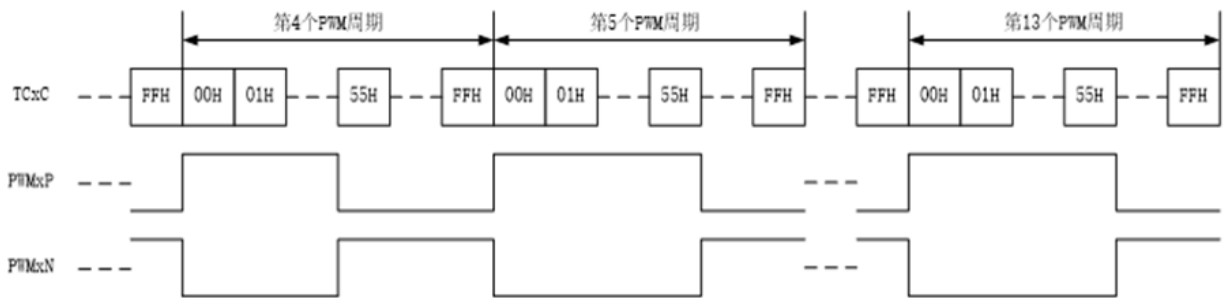 第4个PWM周期 第5个PWM周期 第13个PWM周期
TCxC FFH 00H 01H 55H FFH 00H 01H 55H FFH FFH 00H 01H 55H FFH
PWMxP
PWMxN